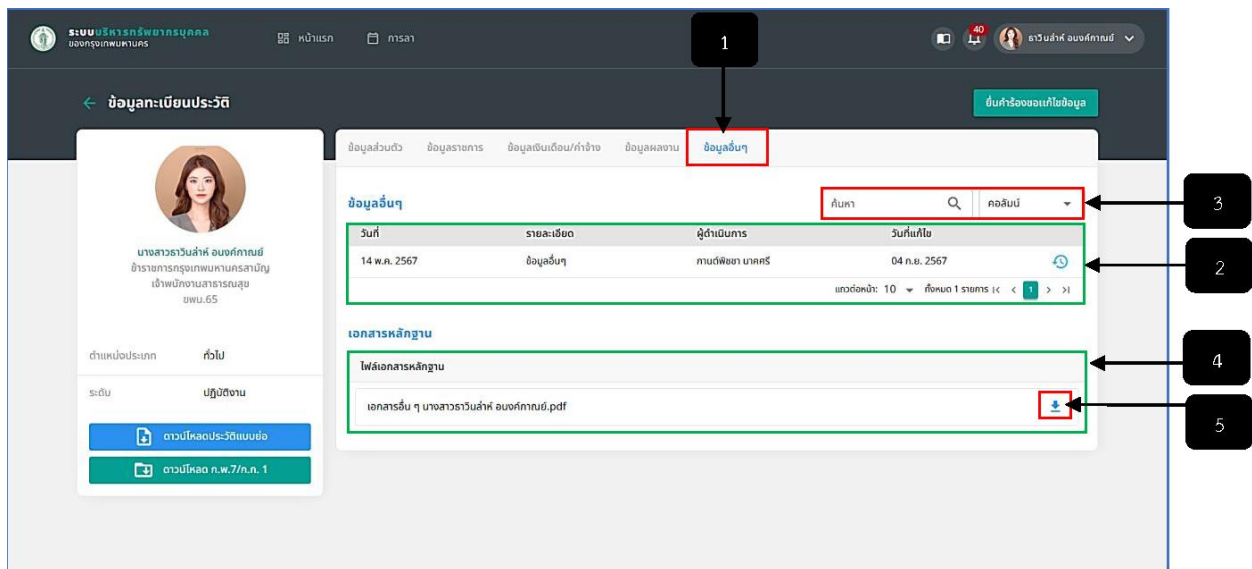 ระบบบริหารทรัพยากรบุคคล
ของกรุงเทพมหานคร
หน้าแรก
การลา
1
40
ธาวินล่าห์ อนงค์กาณย์
ข้อมูลทะเบียนประวัติ
ยื่นคำร้องขอแก้ไขข้อมูล
นางสาวธาวินล่าห์ อนงค์กาณย์
ข้าราชการกรุงเทพมหานครสามัญ
เจ้าพนักงานสาธารณสุข
ขพน.65
ตำแหน่งประเภท ทั่วไป
ระดับ ปฏิบัติงาน
ดาวน์โหลดประวัติแบบย่อ
ดาวน์โหลด ก.พ.7/ก.ก. 1
ข้อมูลส่วนตัว ข้อมูลราชการ ข้อมูลเงินเดือน/ค่าจ้าง ข้อมูลผลงาน ข้อมูลอื่นๆ
ข้อมูลอื่นๆ
ค้นหา
คอลัมน์
3
วันที่ รายละเอียด ผู้ดำเนินการ วันที่แก้ไข
14 พ.ค. 2567 ข้อมูลอื่นๆ กานต์พิชชา นาคศรี 04 ก.ย. 2567
2
แถวต่อหน้า: 10 ทั้งหมด 1 รายการ 1
เอกสารหลักฐาน
ไฟล์เอกสารหลักฐาน
4
เอกสารอื่น ๆ นางสาวธาวินล่าห์ อนงค์กาณย์.pdf
5